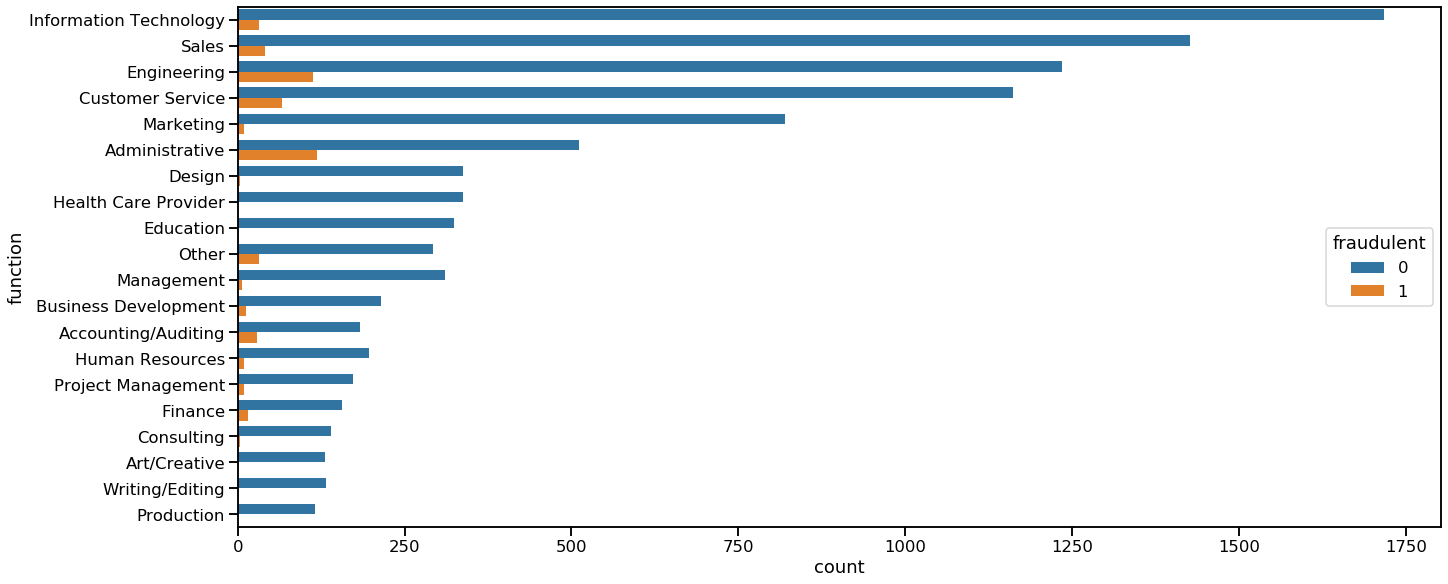 Information Technology
Sales
Engineering
Customer Service
Marketing
Administrative
Design
Health Care Provider
Education
Other
Management
Business Development
Accounting/Auditing
Human Resources
Project Management
Finance
Consulting
Art/Creative
Writing/Editing
Production
function
fraudulent
0
1
0 250 500 750 1000 1250 1500 1750
count